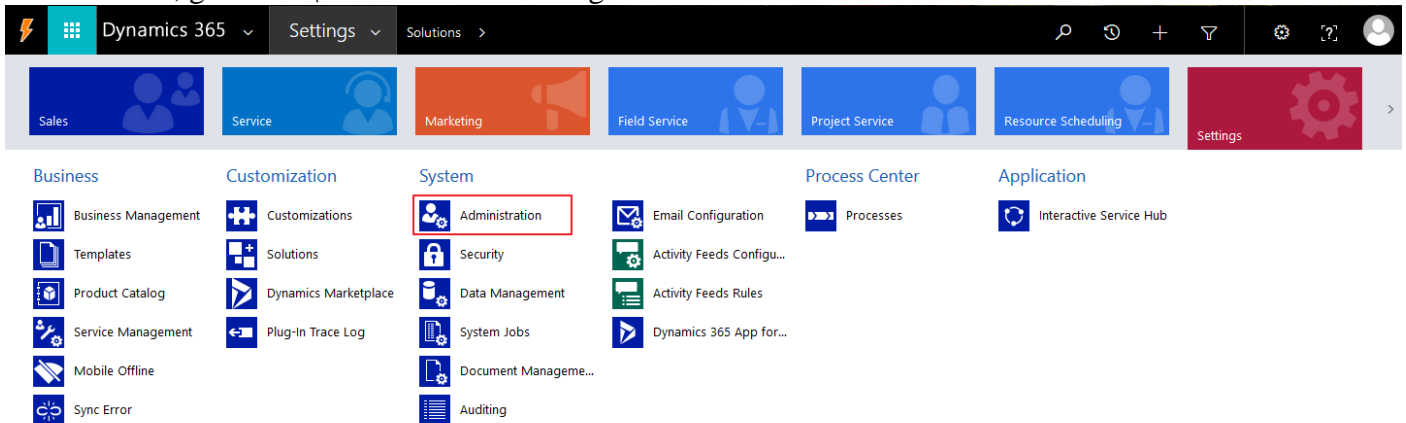 Dynamics 365 Settings Solutions >
Sales Service Marketing Field Service Project Service Resource Scheduling Settings
Business Customization System Process Center Application
Business Management Customizations Administration Email Configuration Processes Interactive Service Hub
Templates Solutions Security Activity Feeds Configu...
Product Catalog Dynamics Marketplace Data Management Activity Feeds Rules
Service Management Plug-In Trace Log System Jobs Dynamics 365 App for...
Mobile Offline Document Manageme...
Sync Error Auditing